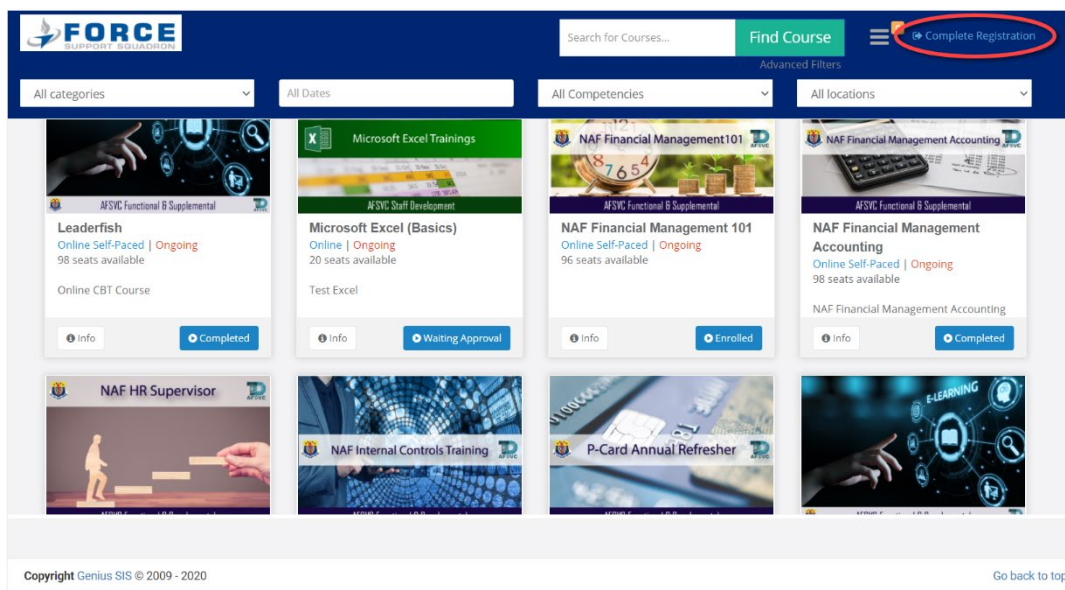 FORCE
SUPPORT SQUADRON
Search for Courses...
Find Course
Complete Registration
Advanced Filters
All categories
All Dates
All Competencies
All locations
AFSVC Functional & Supplemental
Leaderfish
Online Self-Paced | Ongoing
98 seats available
Online CBT Course
Info
Completed
Microsoft Excel Trainings
AFSVC Staff Development
Microsoft Excel (Basics)
Online | Ongoing
20 seats available
Test Excel
Info
Waiting Approval
NAF Financial Management101
AFSVC Functional & Supplemental
NAF Financial Management 101
Online Self-Paced | Ongoing
96 seats available
Info
Enrolled
NAF Financial Management Accounting
AFSVC Functional & Supplemental
NAF Financial Management
Accounting
Online Self-Paced | Ongoing
98 seats available
NAF Financial Management Accounting
Info
Completed
NAF HR Supervisor
NAF Internal Controls Training
P-Card Annual Refresher
E-LEARNING
Copyright Genius SIS © 2009 - 2020
Go back to top